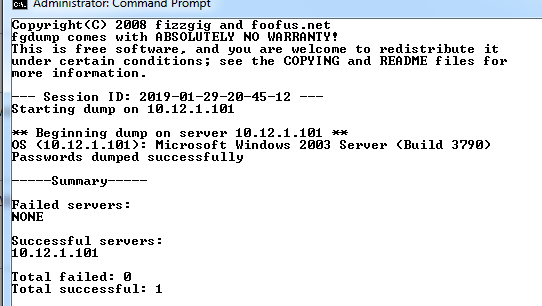 Administrator: Command Prompt
Copyright(C) 2008 fizzgig and foofus.net
fgdump comes with ABSOLUTELY NO WARRANTY!
This is free software, and you are welcome to redistribute it
under certain conditions; see the COPYING and README files for
more information.
--- Session ID: 2019-01-29-20-45-12 ---
Starting dump on 10.12.1.101
** Beginning dump on server 10.12.1.101 **
OS (10.12.1.101): Microsoft Windows 2003 Server (Build 3790)
Passwords dumped successfully
-----Summary-----
Failed servers:
NONE
Successful servers:
10.12.1.101
Total failed: 0
Total successful: 1